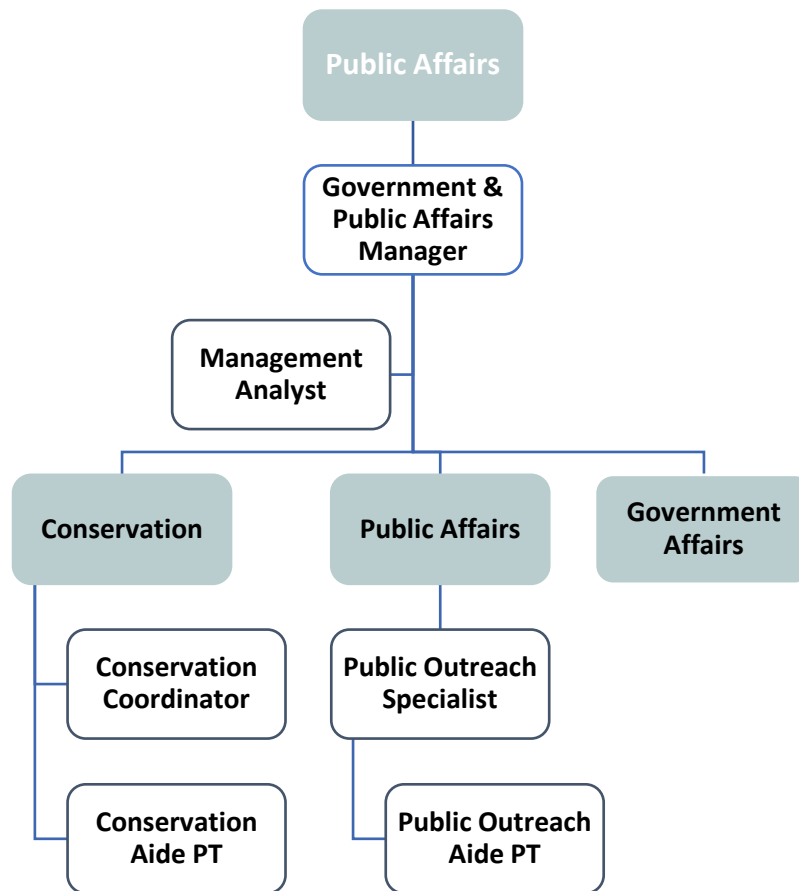 Public Affairs
Government &
Public Affairs
Manager
Management
Analyst
Conservation
Public Affairs
Government
Affairs
Conservation
Coordinator
Public Outreach
Specialist
Conservation
Aide PT
Public Outreach
Aide PT